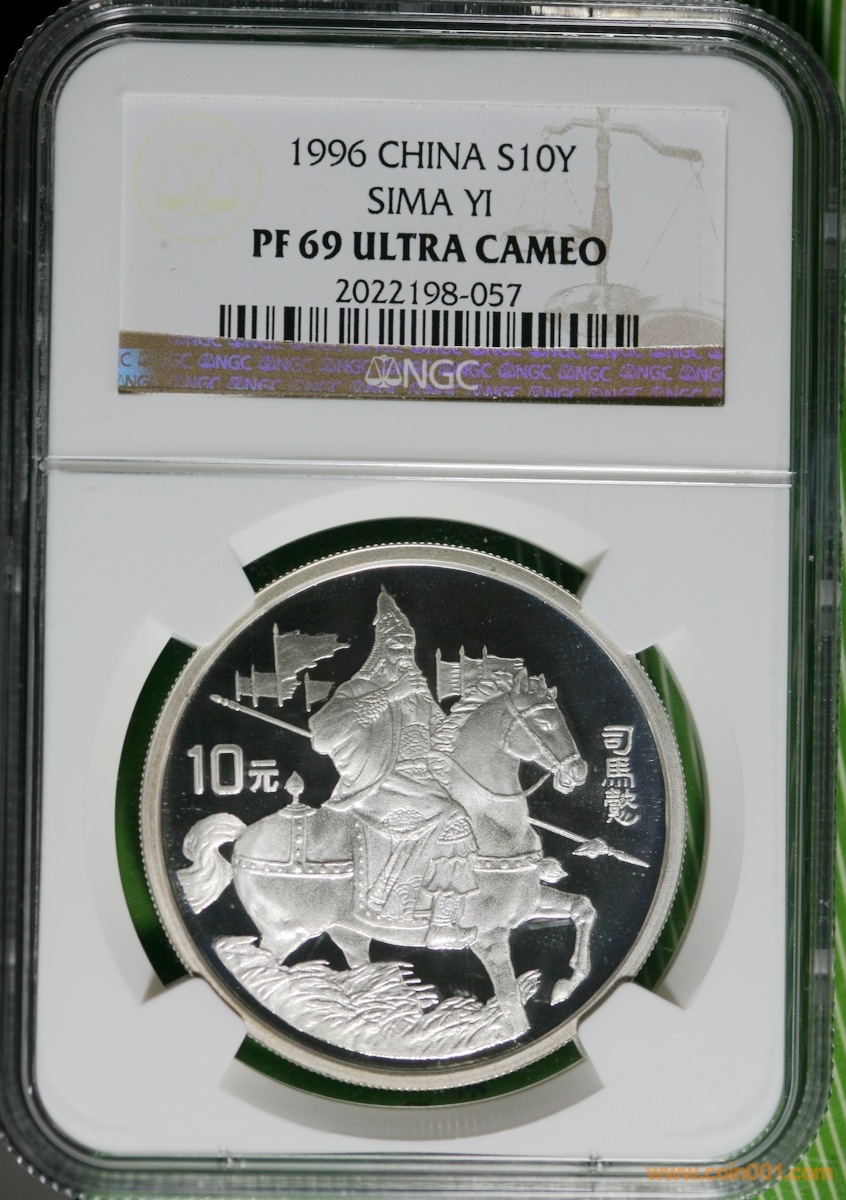 1996 CHINA S10Y
SIMA YI
PF 69 ULTRA CAMEO
2022198-057
NGC
10元
司馬懿
www.coin001.com